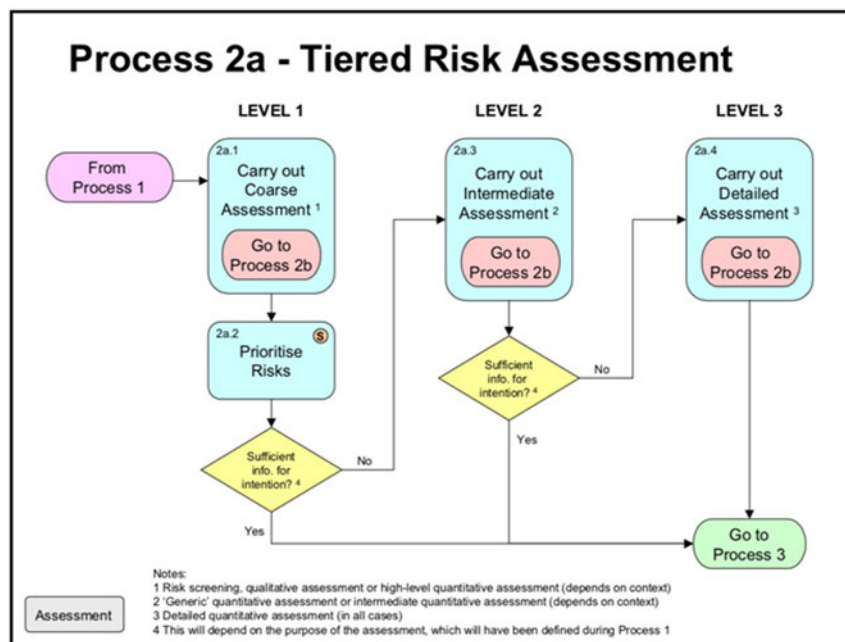 Process 2a - Tiered Risk Assessment
LEVEL 1
LEVEL 2
LEVEL 3
From
Process 1
2a.1
Carry out
Coarse
Assessment 1
Go to
Process 2b
2a.2
S
Prioritise
Risks
Sufficient
info. for
intention? 4
No
Yes
2a.3
Carry out
Intermediate
Assessment 2
Go to
Process 2b
Sufficient
info. for
intention? 4
No
Yes
2a.4
Carry out
Detailed
Assessment 3
Go to
Process 2b
Go to
Process 3
Notes:
1 Risk screening, qualitative assessment or high-level quantitative assessment (depends on context)
2 'Generic' quantitative assessment or intermediate quantitative assessment (depends on context)
3 Detailed quantitative assessment (in all cases)
4 This will depend on the purpose of the assessment, which will have been defined during Process 1
Assessment